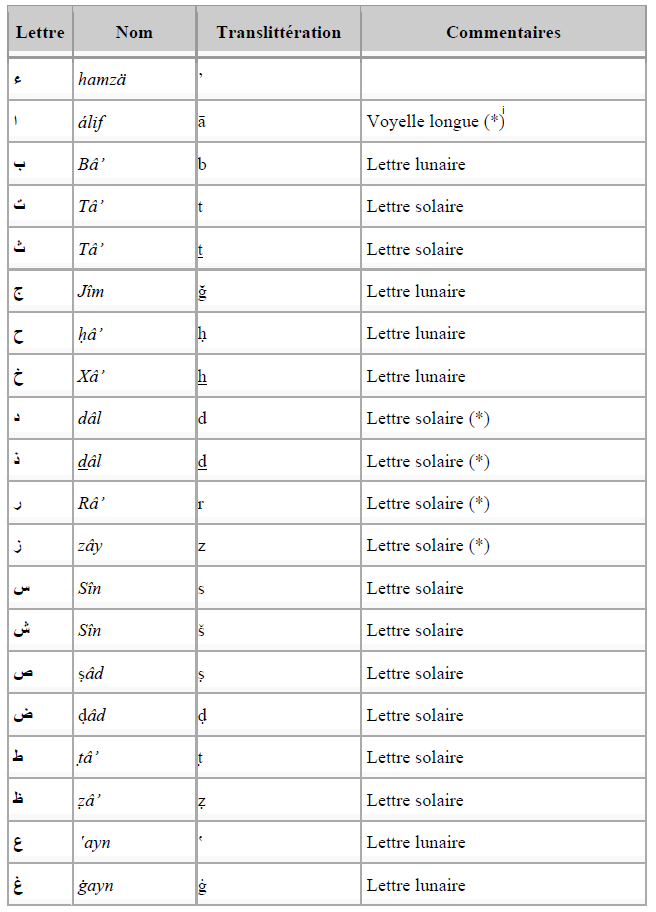 Lettre Nom Translittération Commentaires
ء hamzä ’
ا álif ā Voyelle longue (*)i
ب Bâ’ b Lettre lunaire
ت Tâ’ t Lettre solaire
ث Tâ’ ṯ Lettre solaire
ج Jîm ǧ Lettre lunaire
ح ḥâ’ ḥ Lettre lunaire
خ Xâ’ ẖ Lettre lunaire
د dâl d Lettre solaire (*)
ذ ḏâl ḏ Lettre solaire (*)
ر Râ’ r Lettre solaire (*)
ز zây z Lettre solaire (*)
س Sîn s Lettre solaire
ش Sîn š Lettre solaire
ص ṣâd ṣ Lettre solaire
ض ḍâd ḍ Lettre solaire
ط ṭâ’ ṭ Lettre solaire
ظ ẓâ’ ẓ Lettre solaire
ع ‛ayn ‛ Lettre lunaire
غ ġayn ġ Lettre lunaire